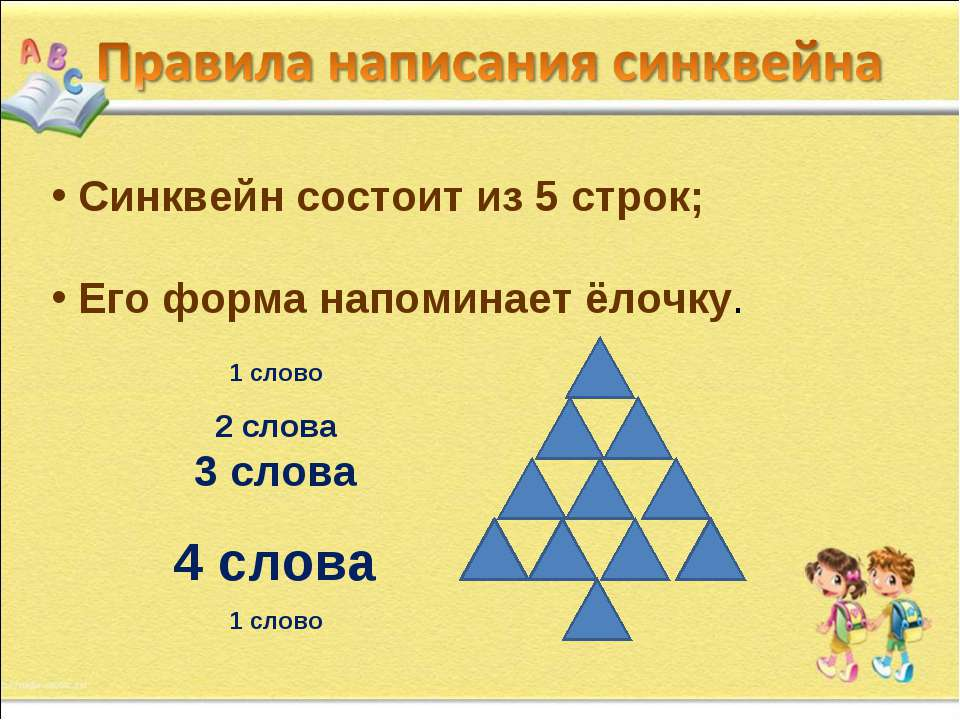 Правила написания синквейна
A B C
• Синквейн состоит из 5 строк;
• Его форма напоминает ёлочку.
1 слово
2 слова
3 слова
4 слова
1 слово